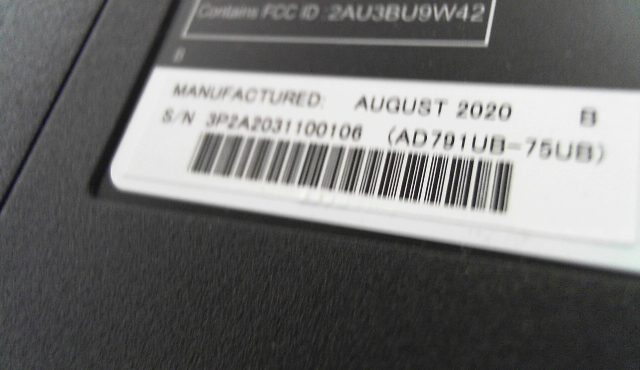 Contains FCC ID :2AU3BU9W42
MANUFACTURED: AUGUST 2020 B
S/N 3P2A2031100106 (AD791UB-75UB)